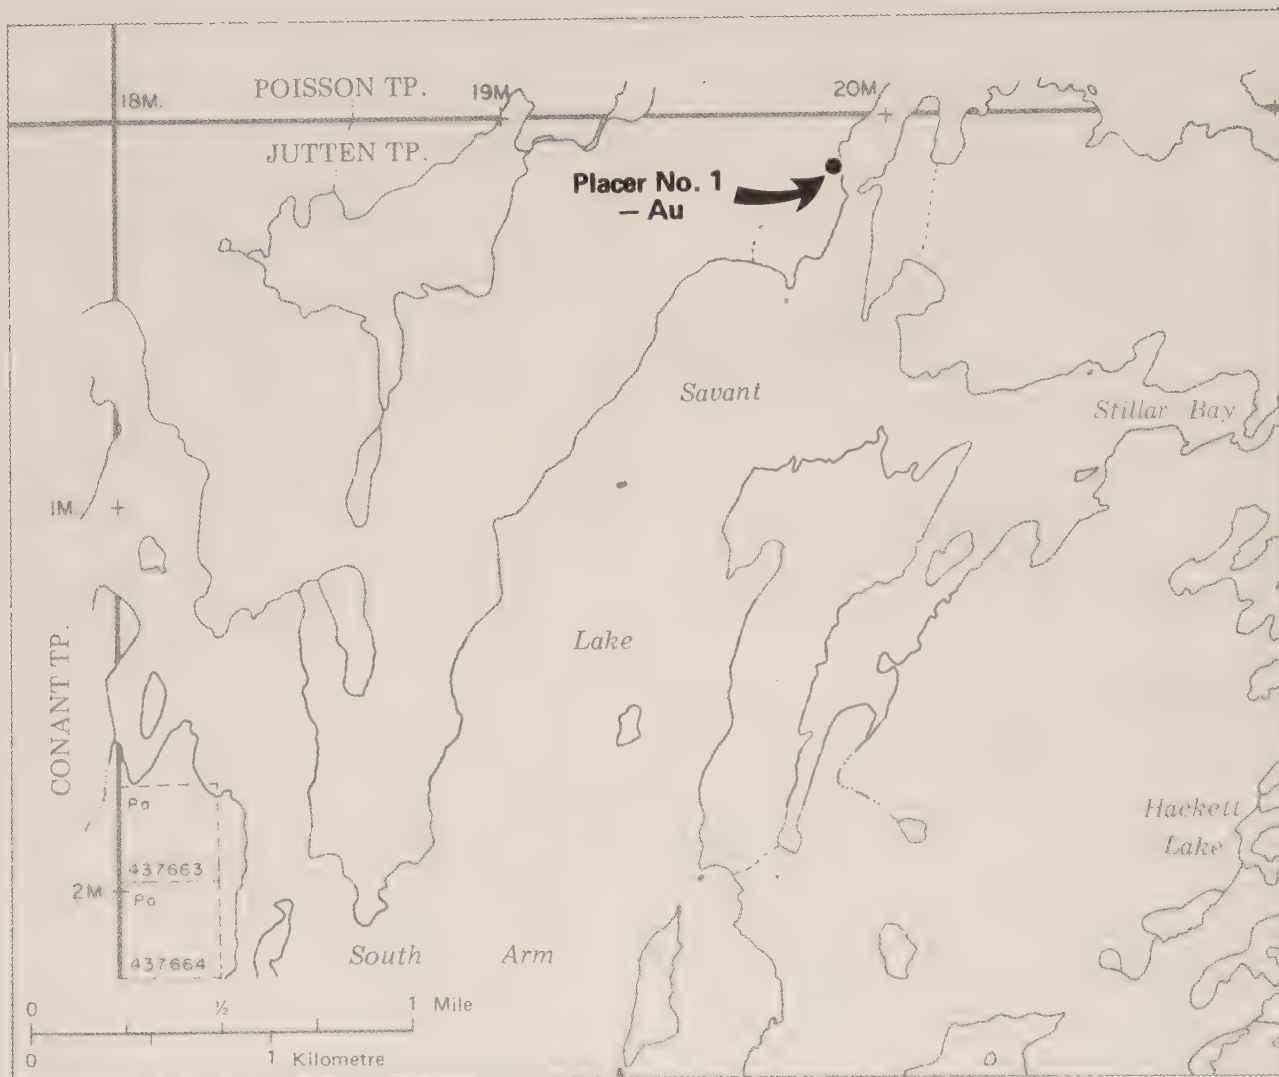 POISSON TP.
18M.
19M
20M
JUTTEN TP.
Placer No. 1
– Au
Savant
Stillar Bay
1M.
Lake
CONANT TP.
Pa
437663
2M.
Pa
437664
Hackett
Lake
South Arm
0 ½ 1 Mile
0 1 Kilometre